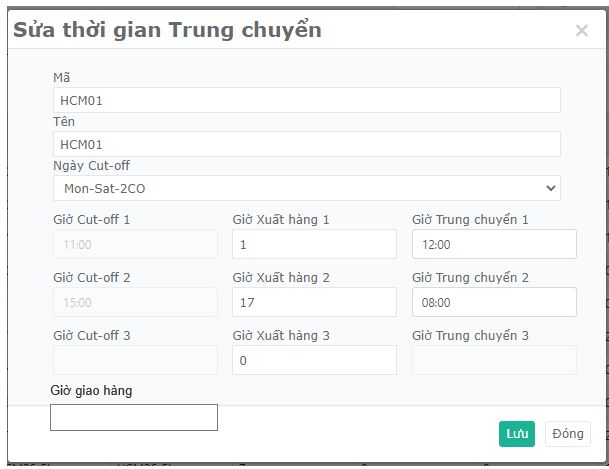 Sửa thời gian Trung chuyển
×
Mã
HCM01
Tên
HCM01
Ngày Cut-off
Mon-Sat-2CO
Giờ Cut-off 1 Giờ Xuất hàng 1 Giờ Trung chuyển 1
11:00 1 12:00
Giờ Cut-off 2 Giờ Xuất hàng 2 Giờ Trung chuyển 2
15:00 17 08:00
Giờ Cut-off 3 Giờ Xuất hàng 3 Giờ Trung chuyển 3
0
Giờ giao hàng
Lưu Đóng